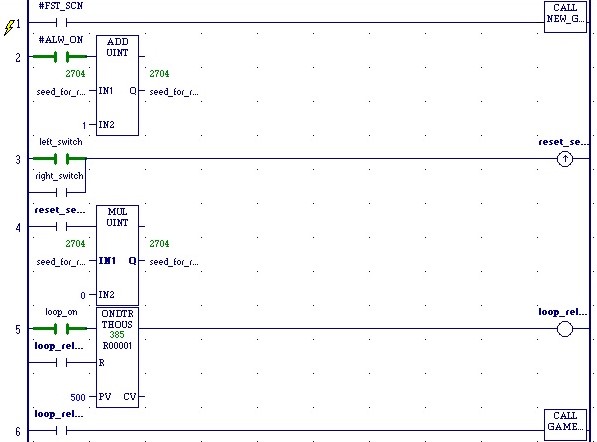 #FST_SCN
1
CALL
NEW_G...
#ALW_ON
ADD
UINT
2
2704
2704
seed_for_r... IN1 Q seed_for_r...
1 IN2
left_switch
reset_se...
3
right_switch
reset_se...
MUL
UINT
4
2704
2704
seed_for_r... IN1 Q seed_for_r...
0 IN2
loop_on
ONDTR
THOUS
loop_rel...
5
385
loop_rel...
R00001
R
500 PV CV
loop_rel...
CALL
GAME...
6